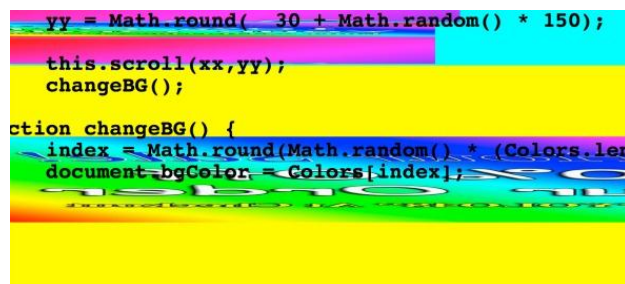 yy = Math.round( 30 + Math.random() * 150);
this.scroll(xx,yy);
changeBG();
ction changeBG() {
index = Math.round(Math.random() * (Colors.len
document.bgColor = Colors[index];